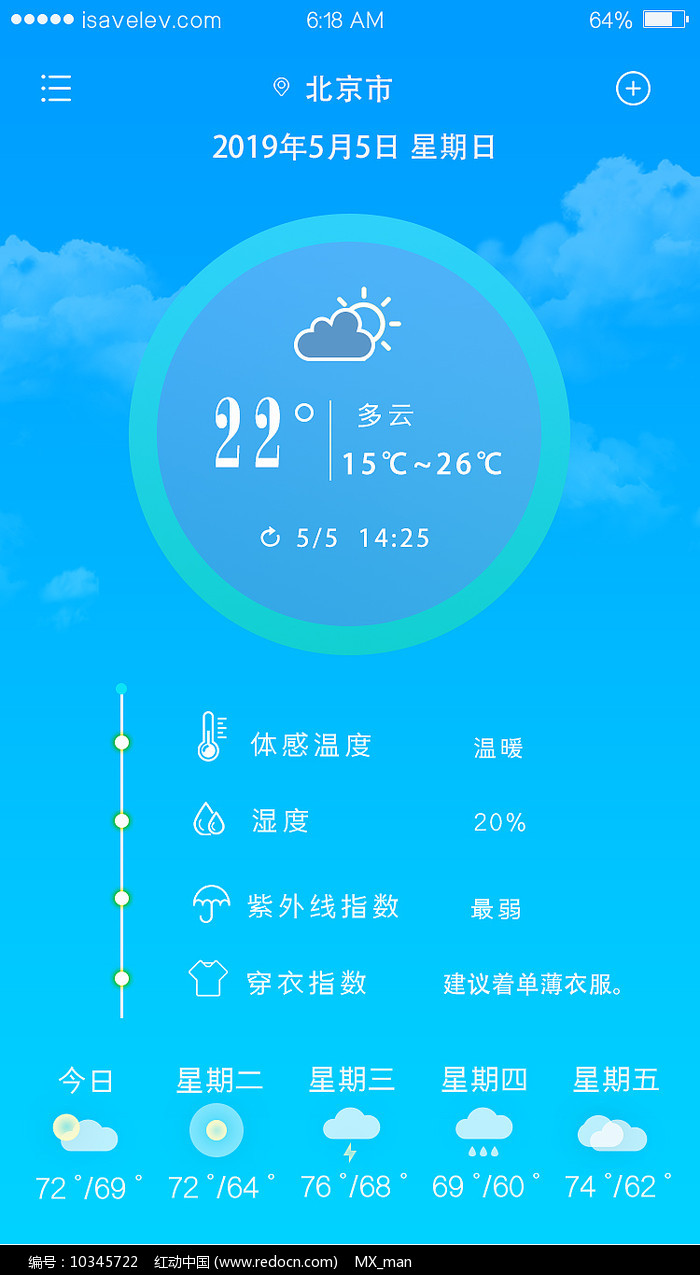 isavelev.com 6:18 AM 64%
北京市
2019年5月5日 星期日
22° 多云
15℃~26℃
5/5 14:25
体感温度 温暖
湿度 20%
紫外线指数 最弱
穿衣指数 建议着单薄衣服。
今日 星期二 星期三 星期四 星期五
72°/69° 72°/64° 76°/68° 69°/60° 74°/62°
编号：10345722 红动中国 (www.redocn.com) MX_man